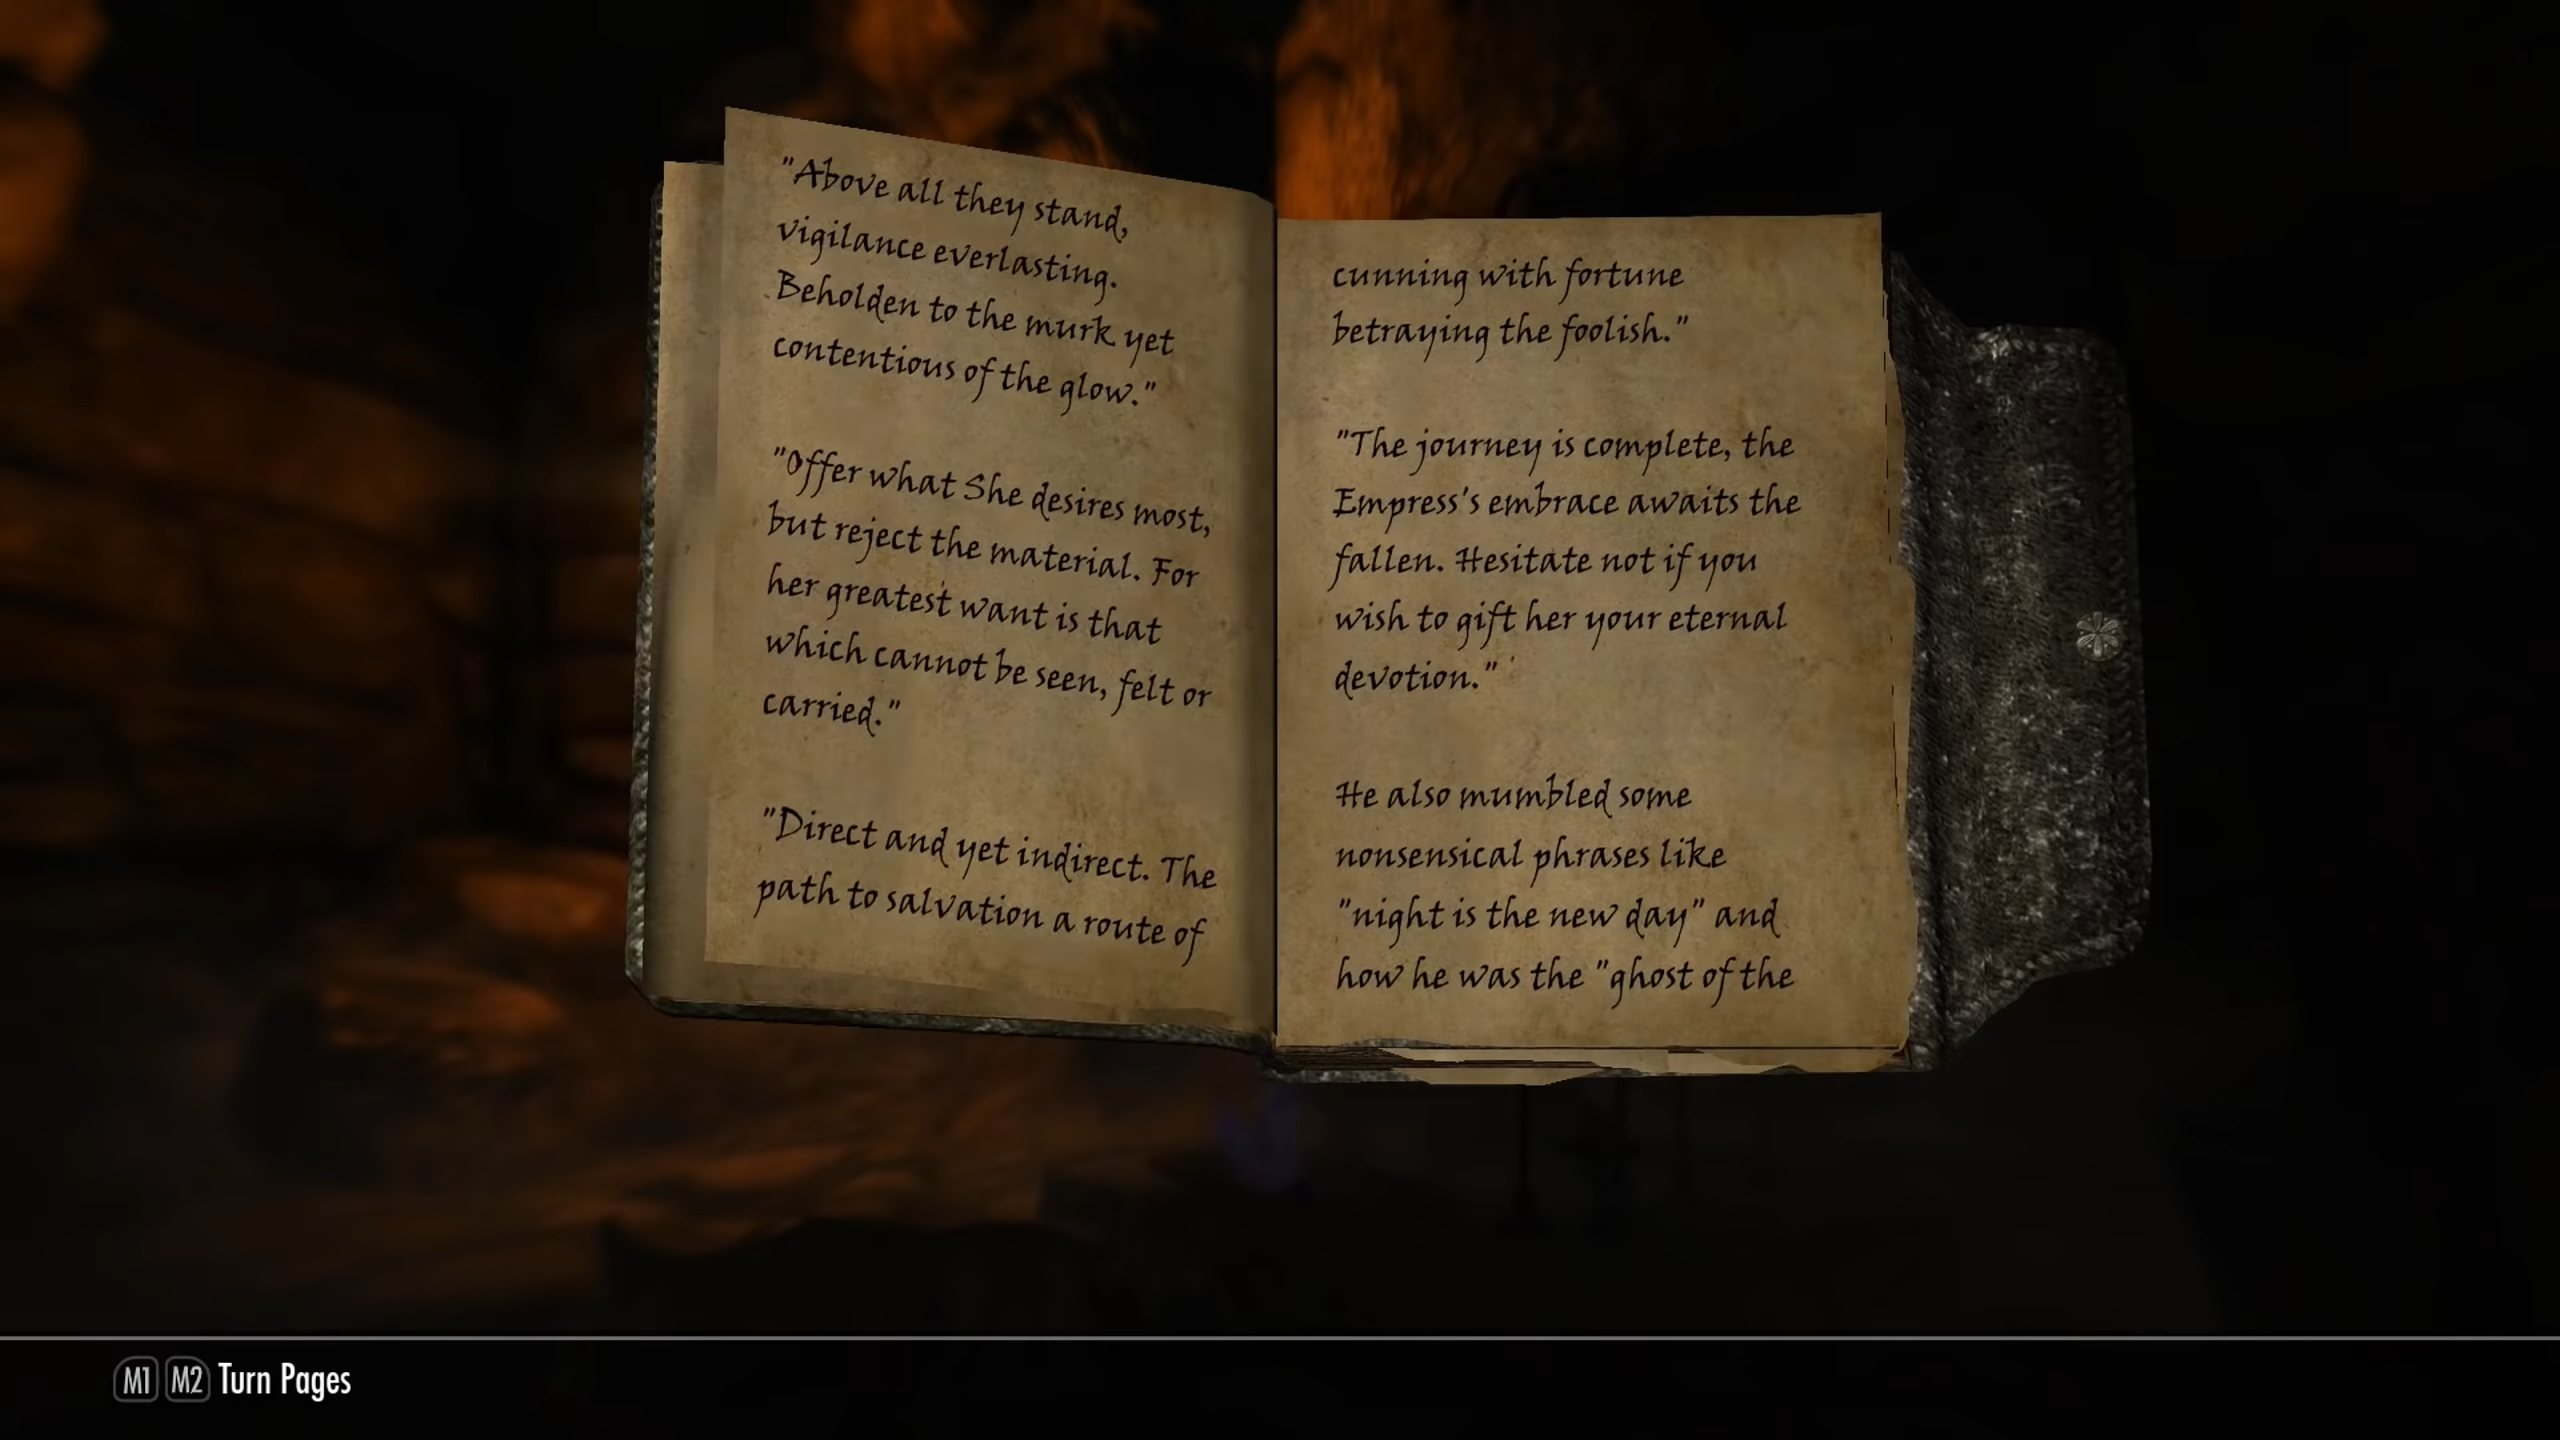 "Above all they stand,
vigilance everlasting.
Beholden to the murk yet
contentious of the glow."
"Offer what She desires most,
but reject the material. For
her greatest want is that
which cannot be seen, felt or
carried."
"Direct and yet indirect. The
path to salvation a route of
cunning with fortune
betraying the foolish."
"The journey is complete, the
Empress's embrace awaits the
fallen. Hesitate not if you
wish to gift her your eternal
devotion."
He also mumbled some
nonsensical phrases like
"night is the new day" and
how he was the "ghost of the
M1 M2 Turn Pages